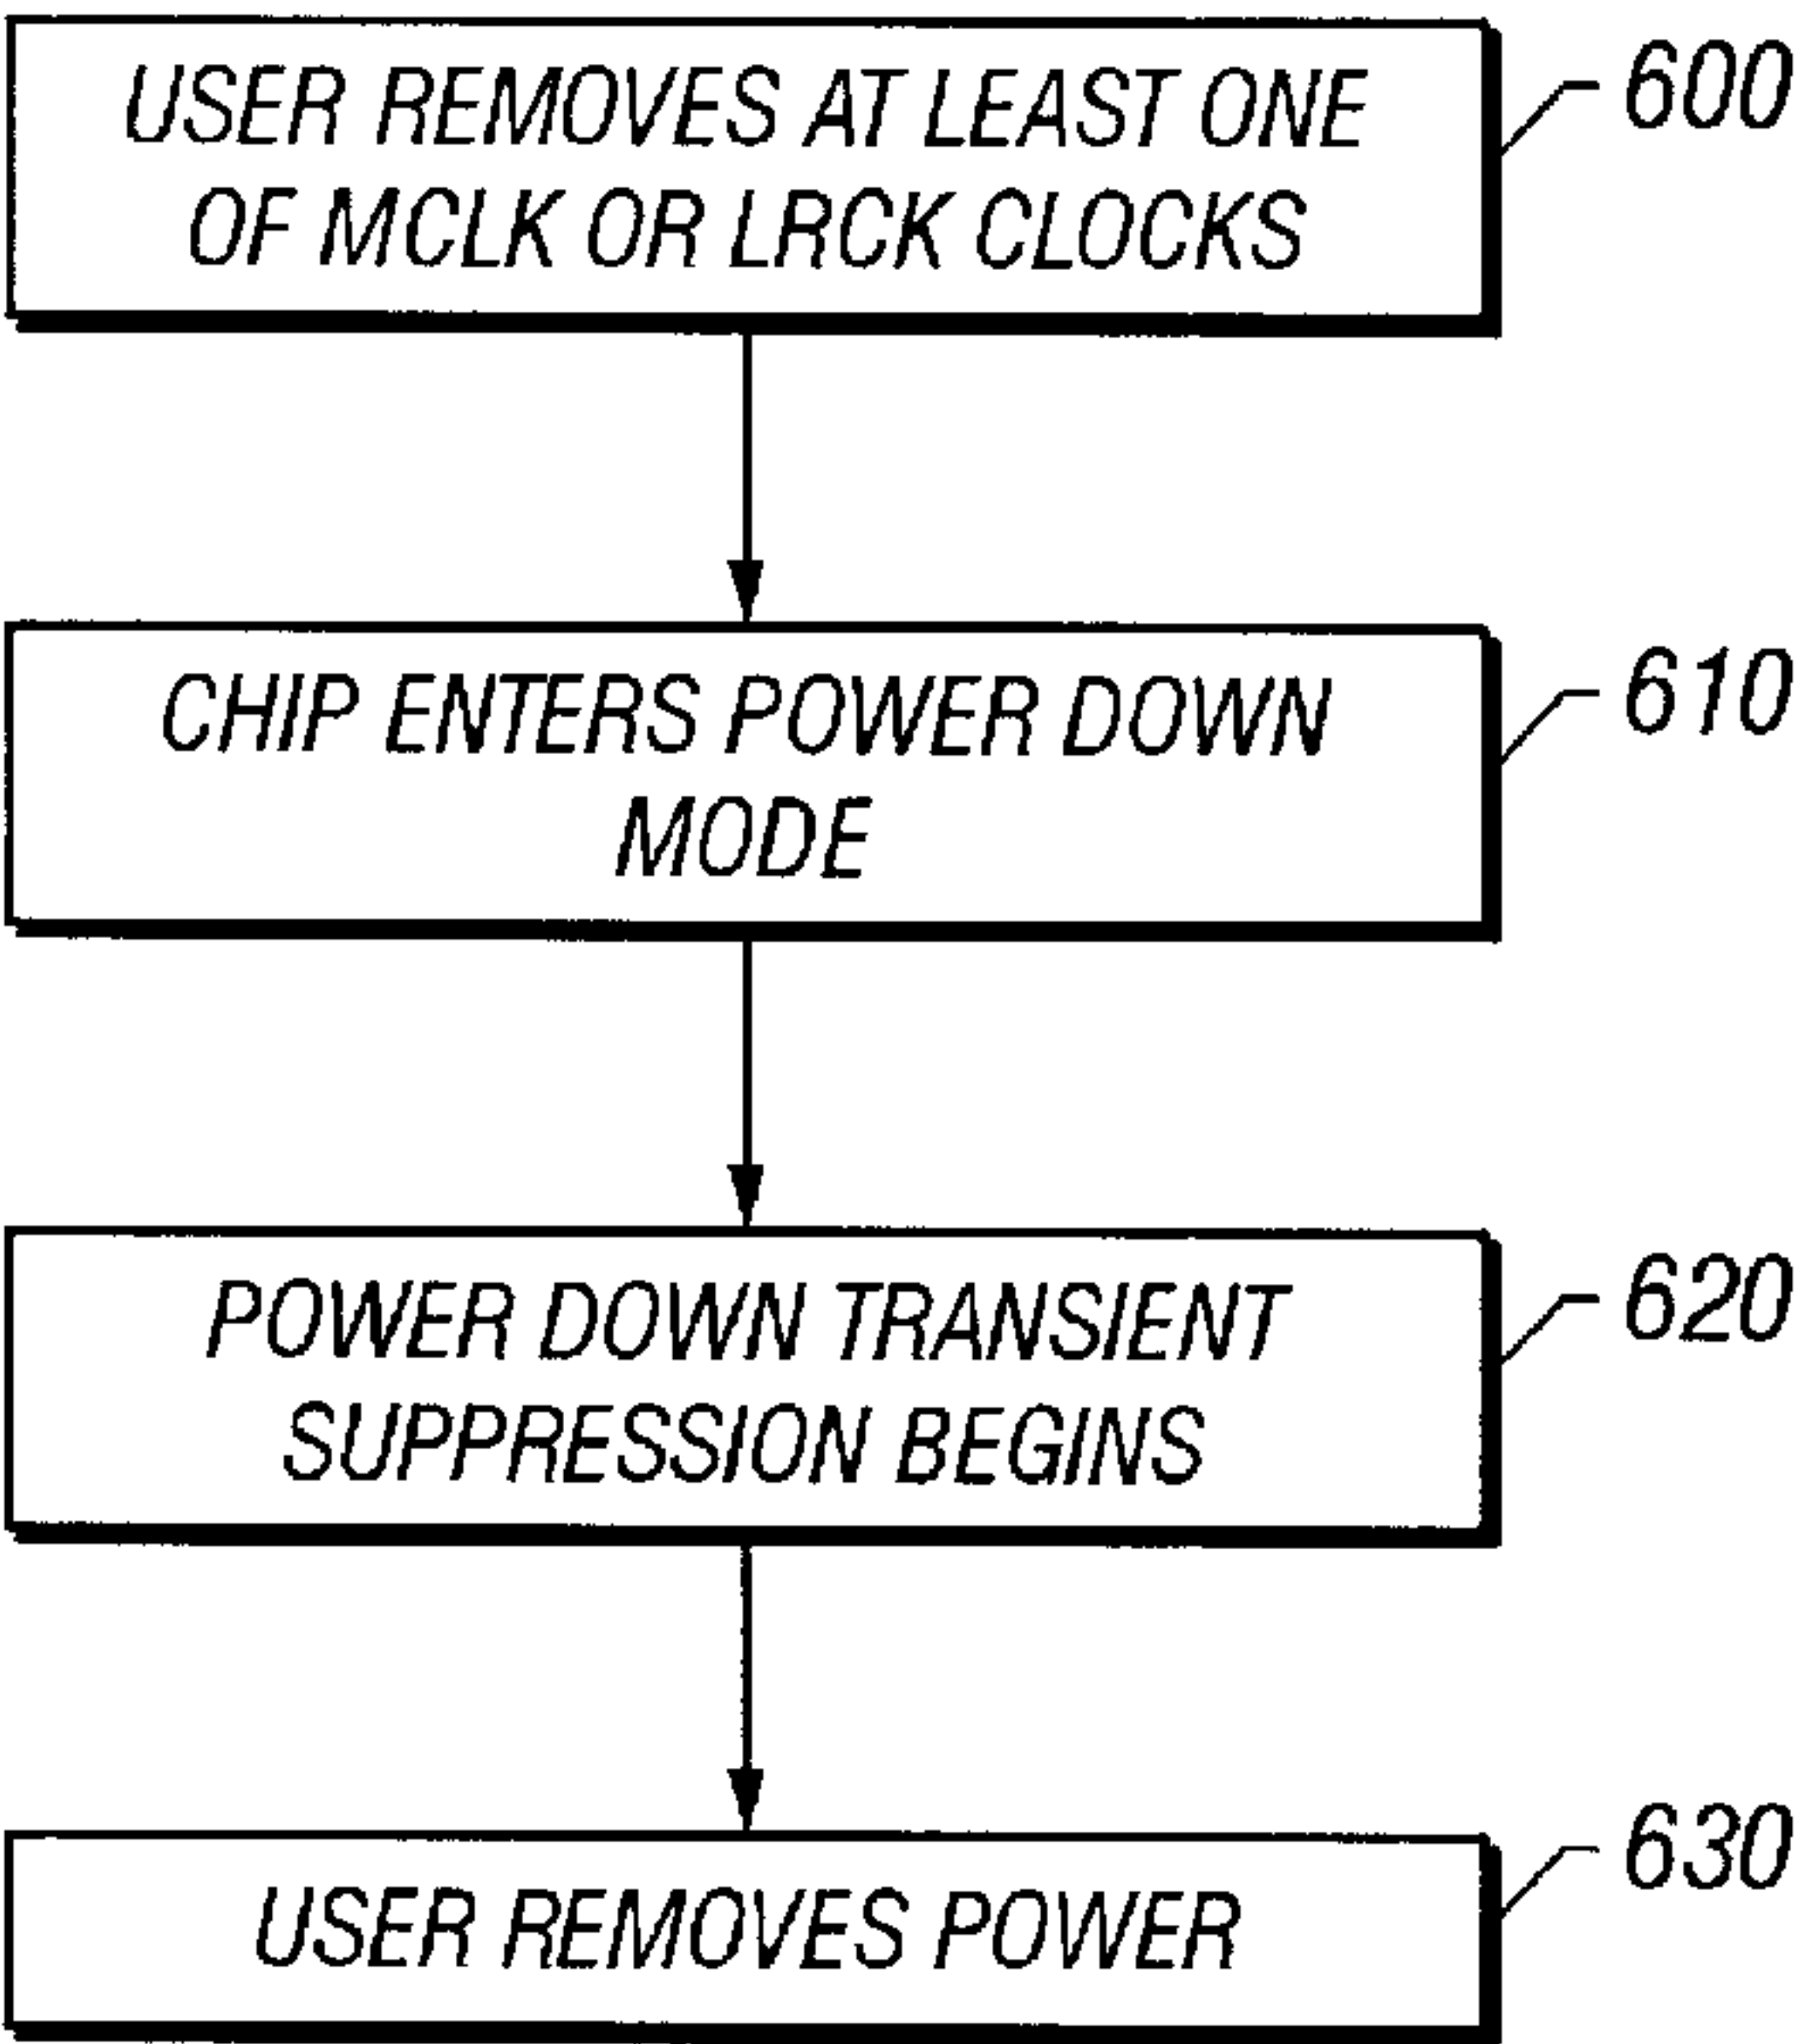 USER REMOVES AT LEAST ONE
OF MCLK OR LRCK CLOCKS
600
CHIP ENTERS POWER DOWN
MODE
610
POWER DOWN TRANSIENT
SUPPRESSION BEGINS
620
USER REMOVES POWER
630